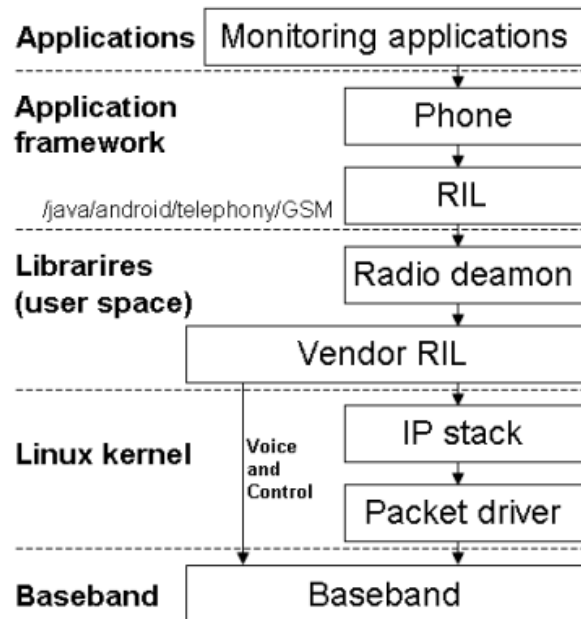 Applications
Monitoring applications
Application
framework
Phone
RIL
/java/android/telephony/GSM
Librarires
(user space)
Radio deamon
Vendor RIL
Linux kernel
Voice
and
Control
IP stack
Packet driver
Baseband
Baseband